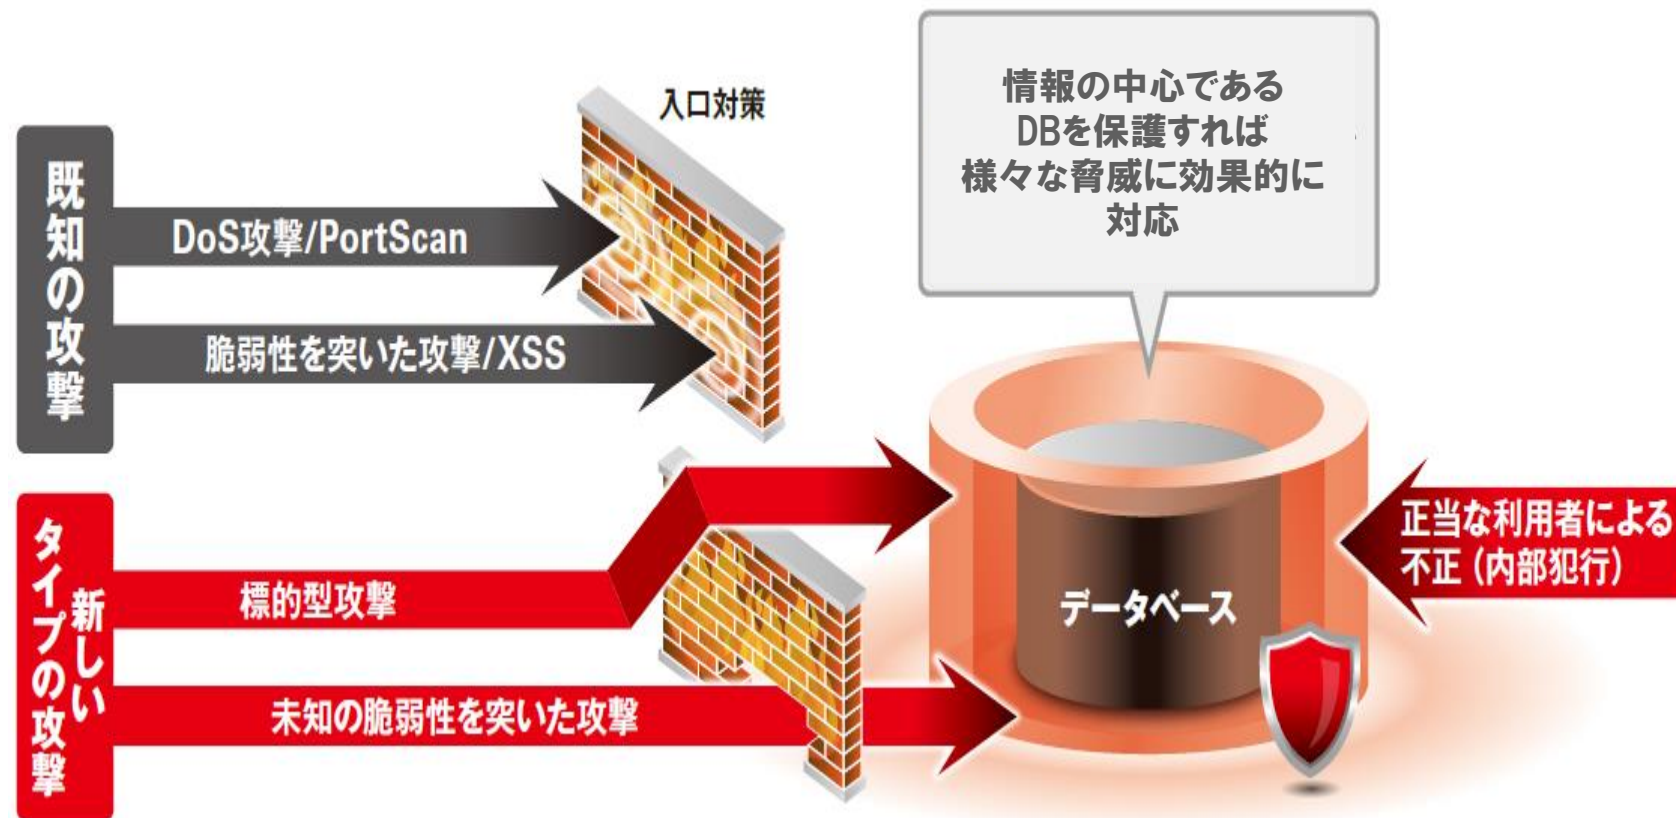 入口対策
情報の中心である
DBを保護すれば
様々な脅威に効果的に
対応
既知の攻撃
DoS攻撃/PortScan
脆弱性を突いた攻撃/XSS
新しい
タイプの攻撃
標的型攻撃
未知の脆弱性を突いた攻撃
データベース
正当な利用者による
不正（内部犯行）